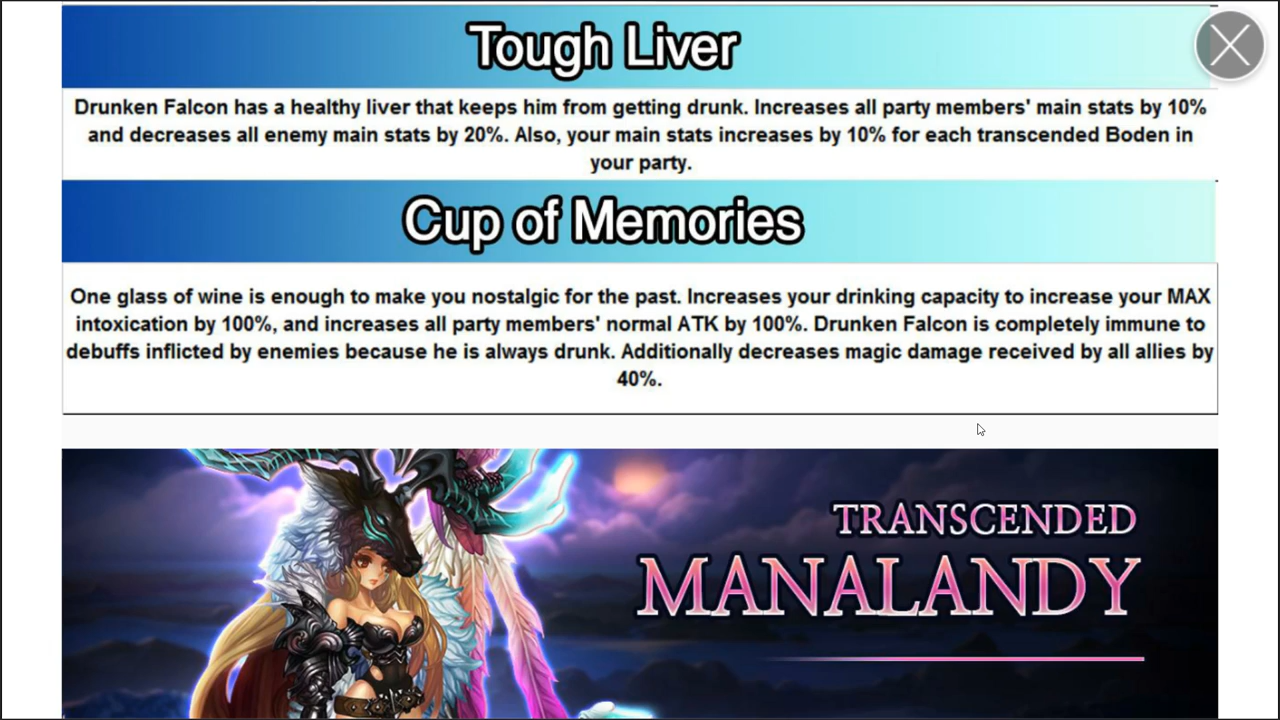 Tough Liver
Drunken Falcon has a healthy liver that keeps him from getting drunk. Increases all party members' main stats by 10%
and decreases all enemy main stats by 20%. Also, your main stats increases by 10% for each transcended Boden in
your party.
Cup of Memories
One glass of wine is enough to make you nostalgic for the past. Increases your drinking capacity to increase your MAX
intoxication by 100%, and increases all party members' normal ATK by 100%. Drunken Falcon is completely immune to
debuffs inflicted by enemies because he is always drunk. Additionally decreases magic damage received by all allies by
40%.
TRANSCENDED
MANALANDY